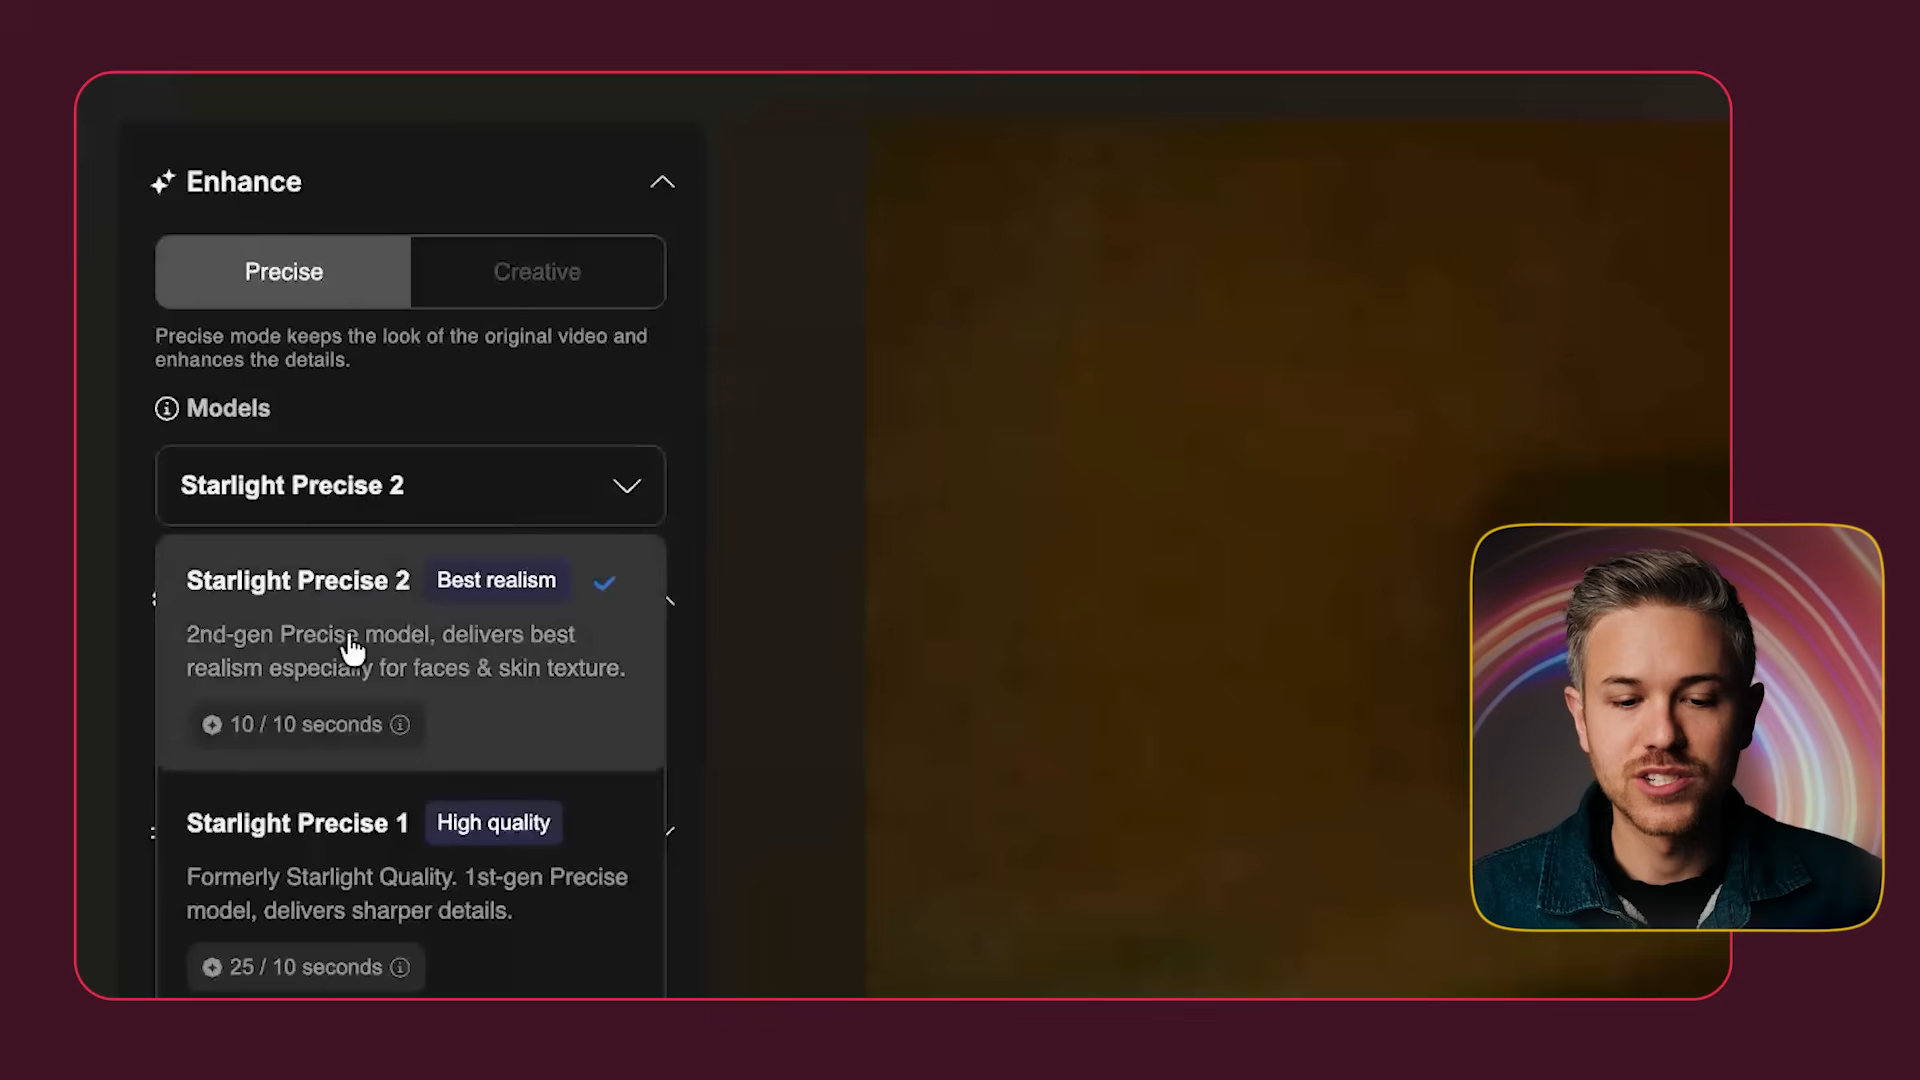 Enhance
Precise
Creative
Precise mode keeps the look of the original video and
enhances the details.
Models
Starlight Precise 2
Starlight Precise 2 Best realism
2nd-gen Precise model, delivers best
realism especially for faces & skin texture.
10 / 10 seconds
Starlight Precise 1 High quality
Formerly Starlight Quality. 1st-gen Precise
model, delivers sharper details.
25 / 10 seconds